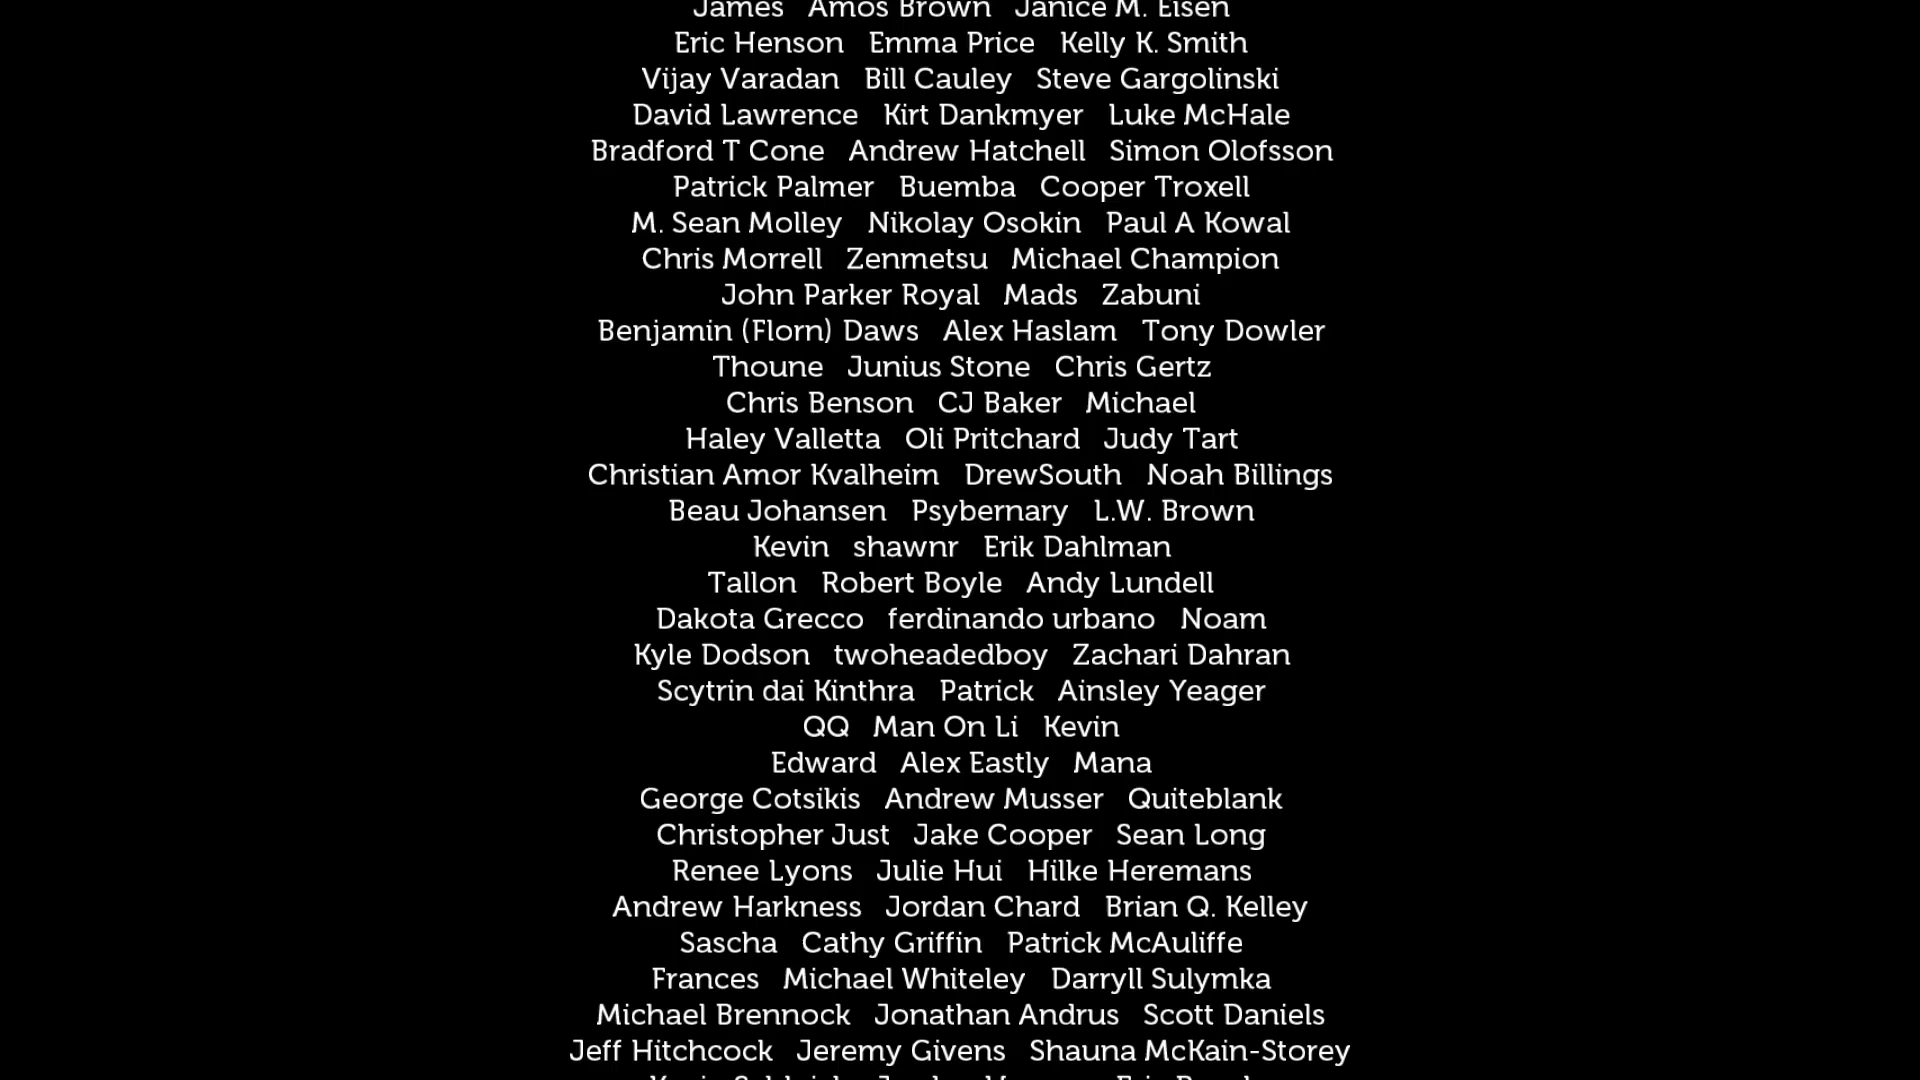 James Amos Brown Janice M. Eisen
Eric Henson Emma Price Kelly K. Smith
Vijay Varadan Bill Cauley Steve Gargolinski
David Lawrence Kirt Dankmyer Luke McHale
Bradford T Cone Andrew Hatchell Simon Olofsson
Patrick Palmer Buemba Cooper Troxell
M. Sean Molley Nikolay Osokin Paul A Kowal
Chris Morrell Zenmetsu Michael Champion
John Parker Royal Mads Zabuni
Benjamin (Florn) Daws Alex Haslam Tony Dowler
Thoune Junius Stone Chris Gertz
Chris Benson CJ Baker Michael
Haley Valletta Oli Pritchard Judy Tart
Christian Amor Kvalheim DrewSouth Noah Billings
Beau Johansen Psybernary L.W. Brown
Kevin shawnr Erik Dahlman
Tallon Robert Boyle Andy Lundell
Dakota Grecco ferdinando urbano Noam
Kyle Dodson twoheadedboy Zachari Dahran
Scytrin dai Kinthra Patrick Ainsley Yeager
QQ Man On Li Kevin
Edward Alex Eastly Mana
George Cotsikis Andrew Musser Quiteblank
Christopher Just Jake Cooper Sean Long
Renee Lyons Julie Hui Hilke Heremans
Andrew Harkness Jordan Chard Brian Q. Kelley
Sascha Cathy Griffin Patrick McAuliffe
Frances Michael Whiteley Darryll Sulymka
Michael Brennock Jonathan Andrus Scott Daniels
Jeff Hitchcock Jeremy Givens Shauna McKain-Storey